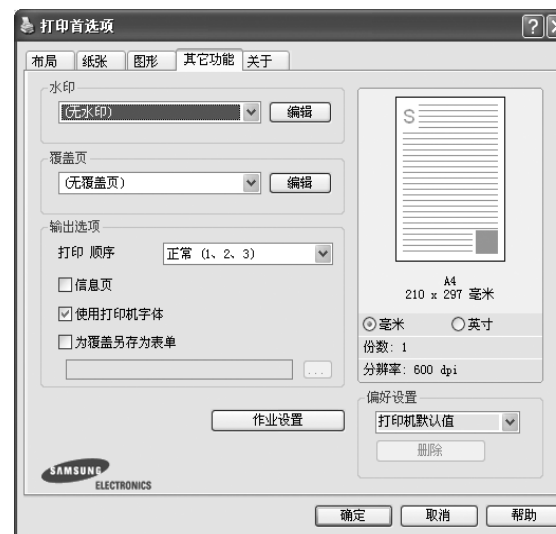 打印首选项
布局 纸张 图形 其它功能 关于
水印
(无水印) 编辑
覆盖页
(无覆盖页) 编辑
输出选项
打印 顺序 正常 (1、2、3)
信息页
使用打印机字体
为覆盖另存为表单
...
作业设置
SAMSUNG
ELECTRONICS
S
A4
210 x 297 毫米
毫米 英寸
份数: 1
分辨率: 600 dpi
偏好设置
打印机默认值
删除
确定 取消 帮助